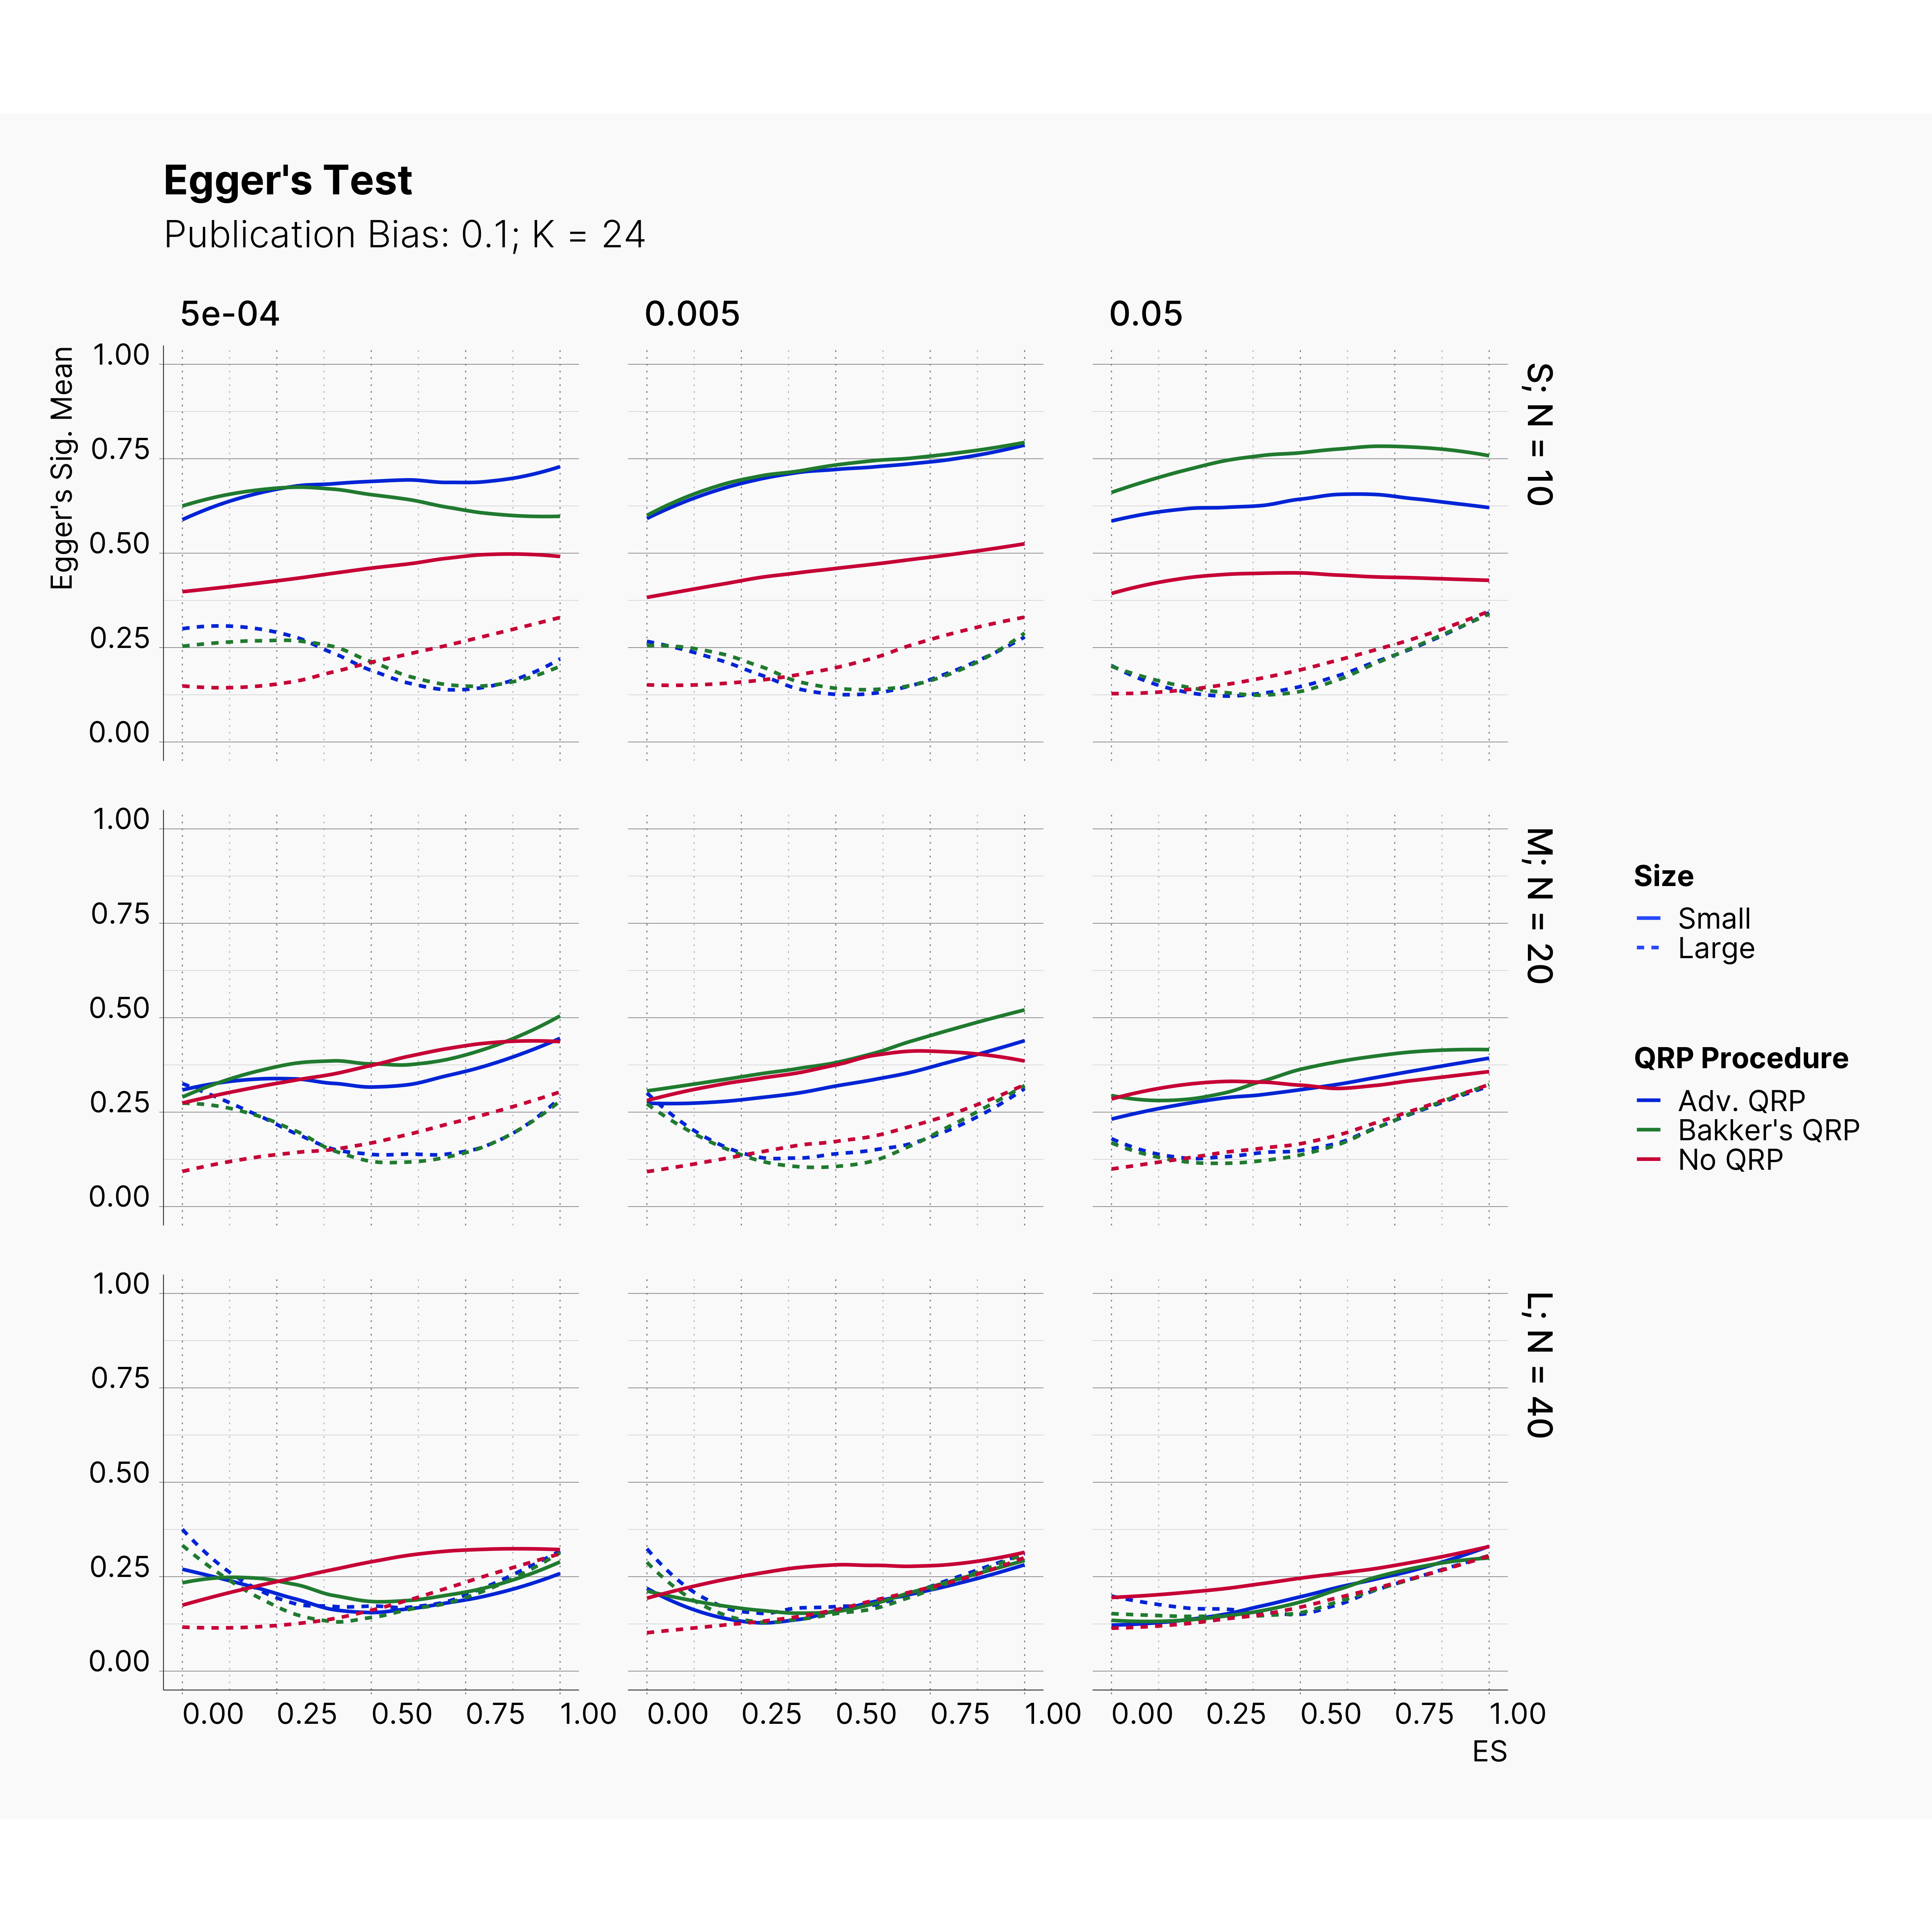 Egger's Test
Publication Bias: 0.1; K = 24
5e-04
0.005
0.05
Egger's Sig. Mean
1.00
0.75
0.50
0.25
0.00
S; N = 10
1.00
0.75
0.50
0.25
0.00
M; N = 20
1.00
0.75
0.50
0.25
0.00
L; N = 40
0.00 0.25 0.50 0.75 1.00
0.00 0.25 0.50 0.75 1.00
0.00 0.25 0.50 0.75 1.00
ES
Size
Small
Large
QRP Procedure
Adv. QRP
Bakker's QRP
No QRP